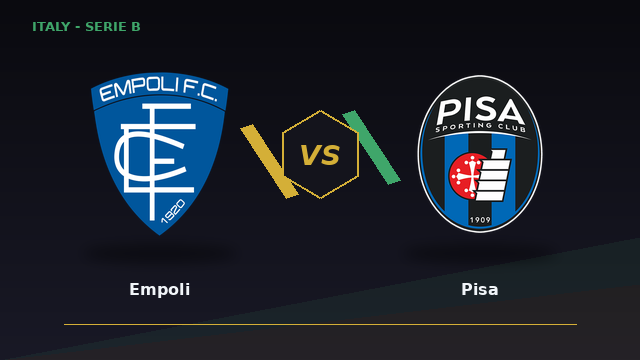 ITALY - SERIE B
EMPOLI F.C.
1920
VS
PISA
SPORTING CLUB
1909
Empoli
Pisa